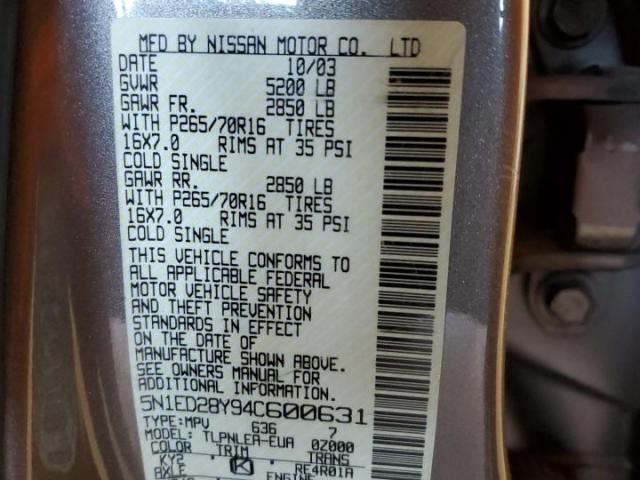 MFD BY NISSAN MOTOR CO. LTD
DATE 10/03
GVWR 5200 LB
GAWR FR. 2850 LB
WITH P265/70R16 TIRES
16X7.0 RIMS AT 35 PSI
COLD SINGLE
GAWR RR. 2850 LB
WITH P265/70R16 TIRES
16X7.0 RIMS AT 35 PSI
COLD SINGLE
THIS VEHICLE CONFORMS TO
ALL APPLICABLE FEDERAL
MOTOR VEHICLE SAFETY
AND THEFT PREVENTION
STANDARDS IN EFFECT
ON THE DATE OF
MANUFACTURE SHOWN ABOVE.
SEE OWNERS MANUAL FOR
ADDITIONAL INFORMATION.
5N1ED28Y94C600631
TYPE:MPV 636 7
MODEL: TLPNLEA-EUA 02000
COLOR TRIM TRANS
KY2 K RE4R01A
AXLE ENGINE